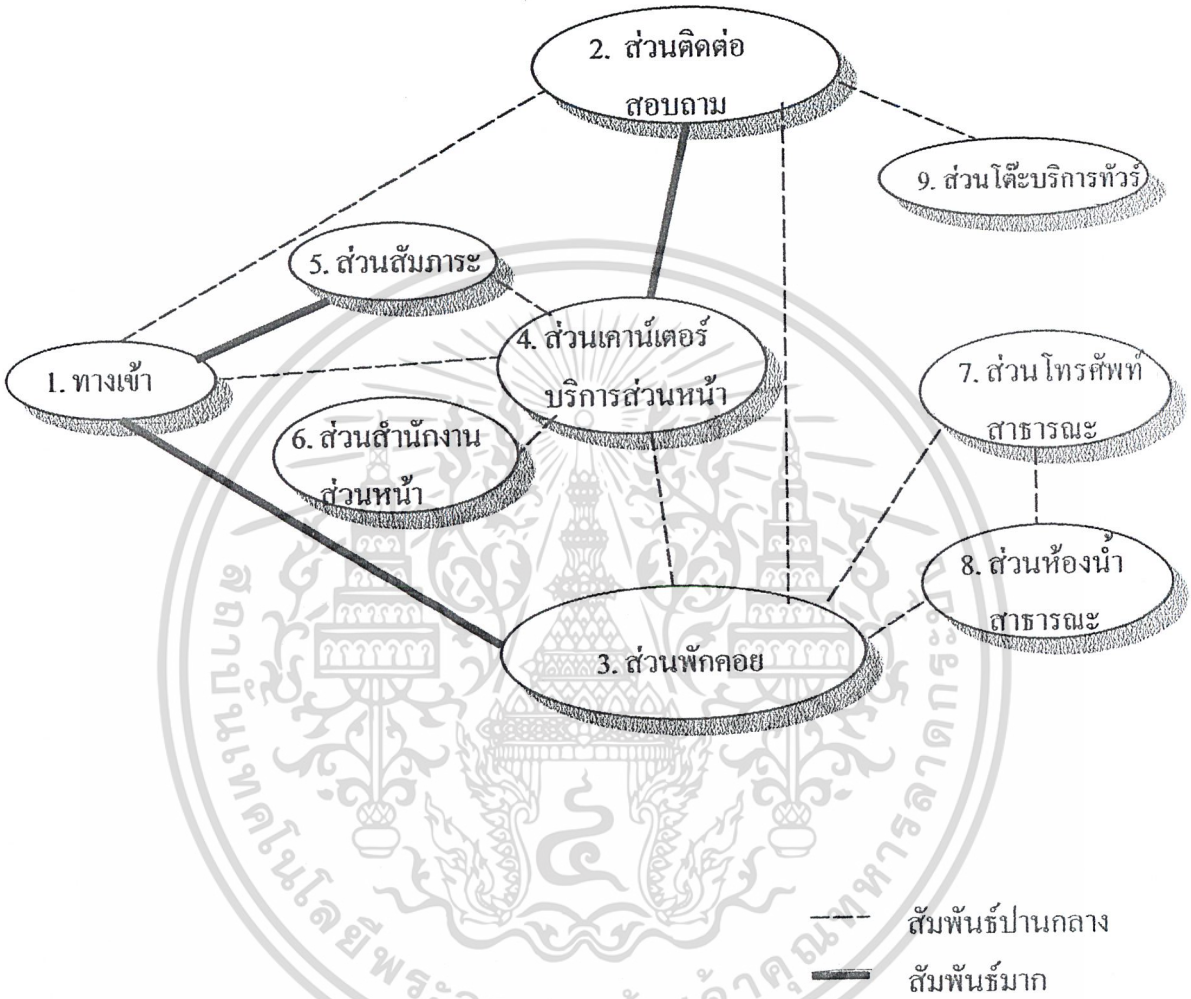 2. ส่วนติดต่อ
สอบถาม
9. ส่วนโต๊ะบริการทัวร์
5. ส่วนสัมภาระ
4. ส่วนเคาน์เตอร์
บริการส่วนหน้า
1. ทางเข้า
7. ส่วนโทรศัพท์
สาธารณะ
6. ส่วนสำนักงาน
ส่วนหน้า
8. ส่วนห้องน้ำ
สาธารณะ
3. ส่วนพักคอย
สัมพันธ์ปานกลาง
สัมพันธ์มาก